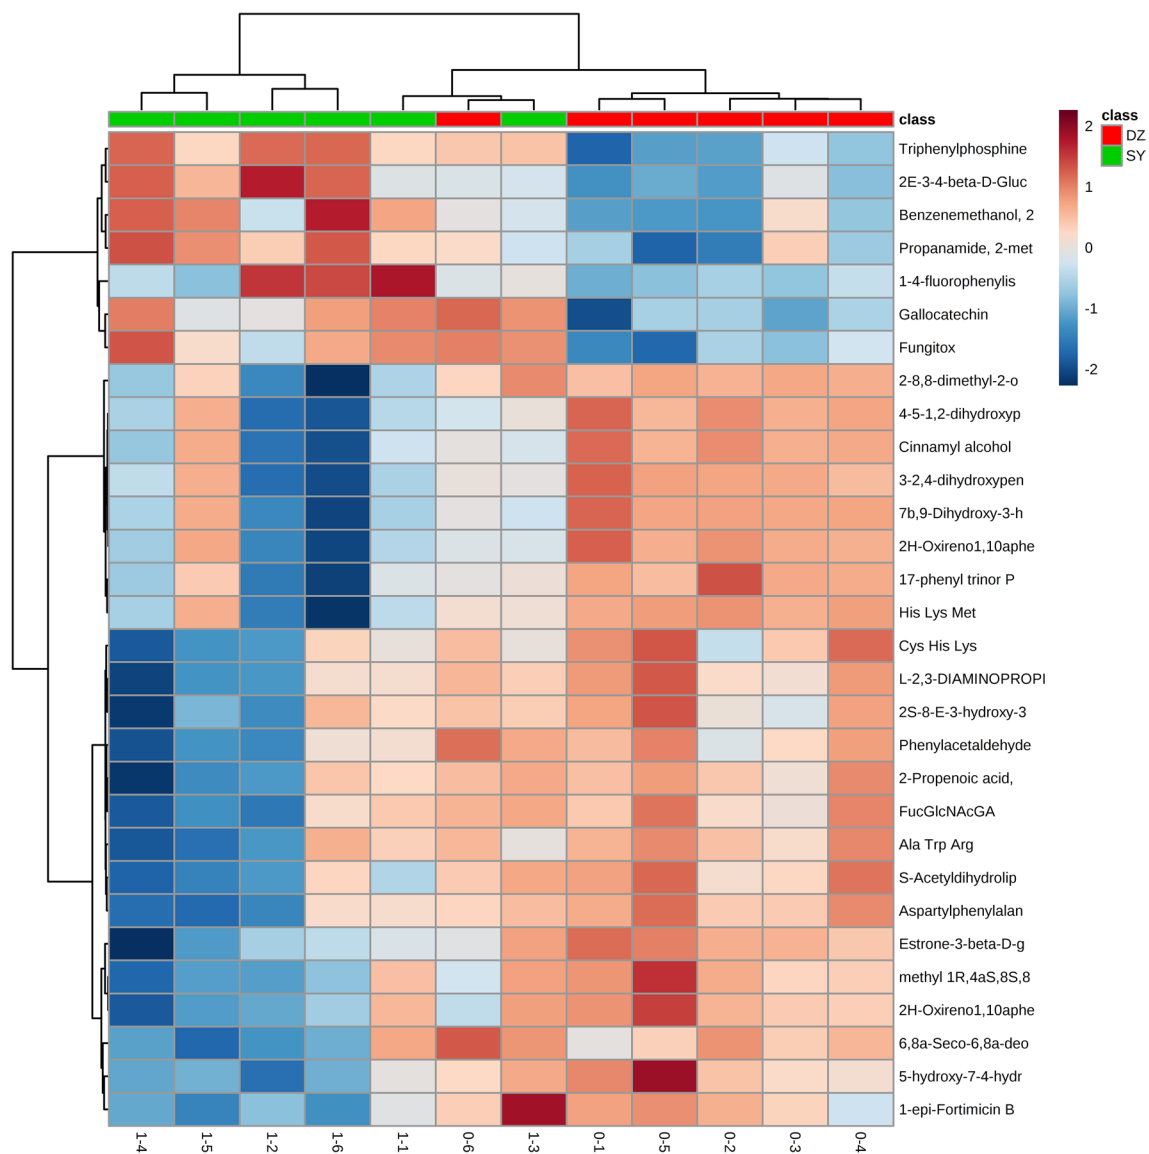 class
Triphenylphosphine
2E-3-4-beta-D-Gluc
Benzenemethanol, 2
Propanamide, 2-met
1-4-fluorophenylis
Gallocatechin
Fungitox
2-8,8-dimethyl-2-o
4-5-1,2-dihydroxyp
Cinnamyl alcohol
3-2,4-dihydroxypen
7b,9-Dihydroxy-3-h
2H-Oxireno1,10aphe
17-phenyl trinor P
His Lys Met
Cys His Lys
L-2,3-DIAMINOPROPI
2S-8-E-3-hydroxy-3
Phenylacetaldehyde
2-Propenoic acid,
FucGlcNAcGA
Ala Trp Arg
S-Acetyldihydrolip
Aspartylphenylalan
Estrone-3-beta-D-g
methyl 1R,4aS,8S,8
2H-Oxireno1,10aphe
6,8a-Seco-6,8a-deo
5-hydroxy-7-4-hydr
1-epi-Fortimicin B
1-4
1-5
1-2
1-6
1-1
0-6
1-3
0-1
0-5
0-2
0-3
0-4
2
1
0
-1
-2
class
DZ
SY